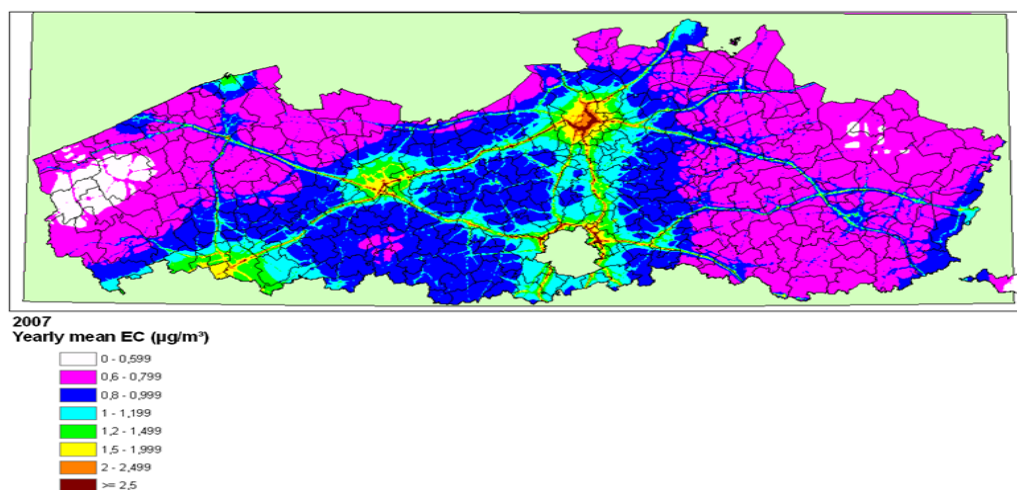 2007
Yearly mean EC (µg/m³)
0 - 0,599
0,6 - 0,799
0,8 - 0,999
1 - 1,199
1,2 - 1,499
1,5 - 1,999
2 - 2,499
>= 2,5